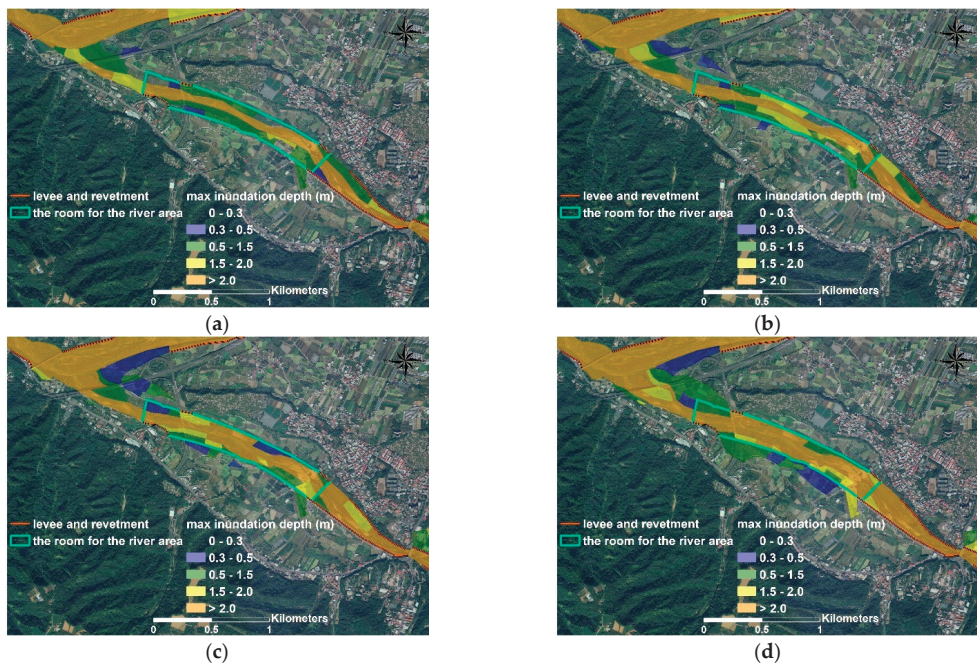 levee and revetment
the room for the river area
max inundation depth (m)
0 - 0.3
0.3 - 0.5
0.5 - 1.5
1.5 - 2.0
> 2.0
Kilometers
0 0.5 1
(a)
levee and revetment
the room for the river area
max inundation depth (m)
0 - 0.3
0.3 - 0.5
0.5 - 1.5
1.5 - 2.0
> 2.0
Kilometers
0 0.5 1
(b)
levee and revetment
the room for the river area
max inundation depth (m)
0 - 0.3
0.3 - 0.5
0.5 - 1.5
1.5 - 2.0
> 2.0
Kilometers
0 0.5 1
(c)
levee and revetment
the room for the river area
max inundation depth (m)
0 - 0.3
0.3 - 0.5
0.5 - 1.5
1.5 - 2.0
> 2.0
Kilometers
0 0.5 1
(d)